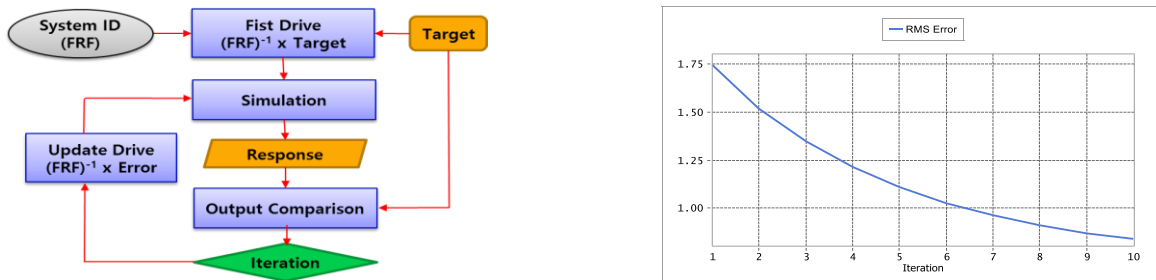 System ID
(FRF)
Fist Drive
(FRF)⁻¹ x Target
Target
Simulation
Update Drive
(FRF)⁻¹ x Error
Response
Output Comparison
Iteration
RMS Error
1.75
1.50
1.25
1.00
1 2 3 4 5 6 7 8 9 10
Iteration